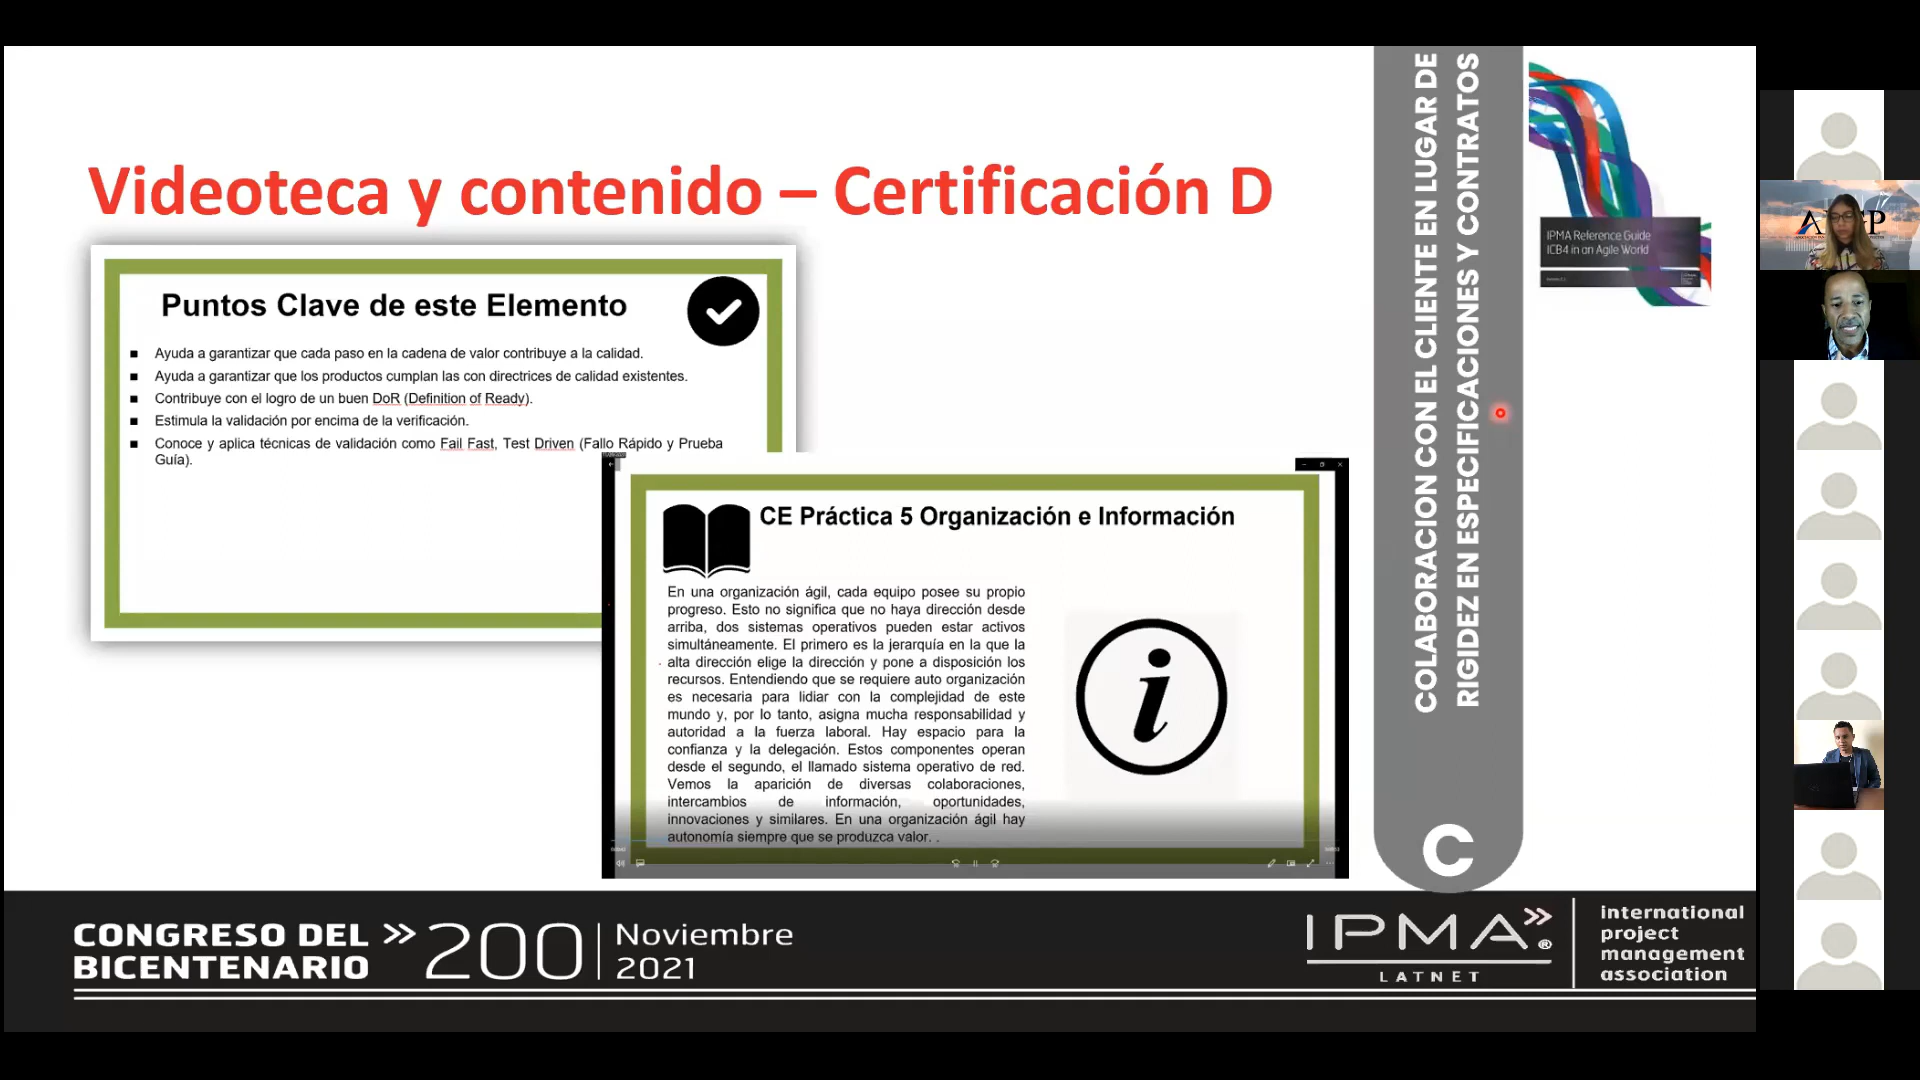 Videoteca y contenido – Certificación D
Puntos Clave de este Elemento
■ Ayuda a garantizar que cada paso en la cadena de valor contribuye a la calidad.
■ Ayuda a garantizar que los productos cumplan las con directrices de calidad existentes.
■ Contribuye con el logro de un buen DoR (Definition of Ready).
■ Estimula la validación por encima de la verificación.
■ Conoce y aplica técnicas de validación como Fail Fast, Test Driven (Fallo Rápido y Prueba
Guía).
CE Práctica 5 Organización e Información
En una organización ágil, cada equipo posee su propio
progreso. Esto no significa que no haya dirección desde
arriba, dos sistemas operativos pueden estar activos
simultáneamente. El primero es la jerarquía en la que la
alta dirección elige la dirección y pone a disposición los
recursos. Entendiendo que se requiere auto organización
es necesaria para lidiar con la complejidad de este
mundo y, por lo tanto, asigna mucha responsabilidad y
autoridad a la fuerza laboral. Hay espacio para la
confianza y la delegación. Estos componentes operan
desde el segundo, el llamado sistema operativo de red.
Vemos la aparición de diversas colaboraciones,
intercambios de información, oportunidades,
innovaciones y similares. En una organización ágil hay
autonomía siempre que se produzca valor. .
i
COLABORACION CON EL CLIENTE EN LUGAR DE
RIGIDEZ EN ESPECIFICACIONES Y CONTRATOS
C
IPMA Reference Guide
ICB4 in an Agile World
CONGRESO DEL
BICENTENARIO
200
Noviembre
2021
IPMA®
LATNET
international
project
management
association